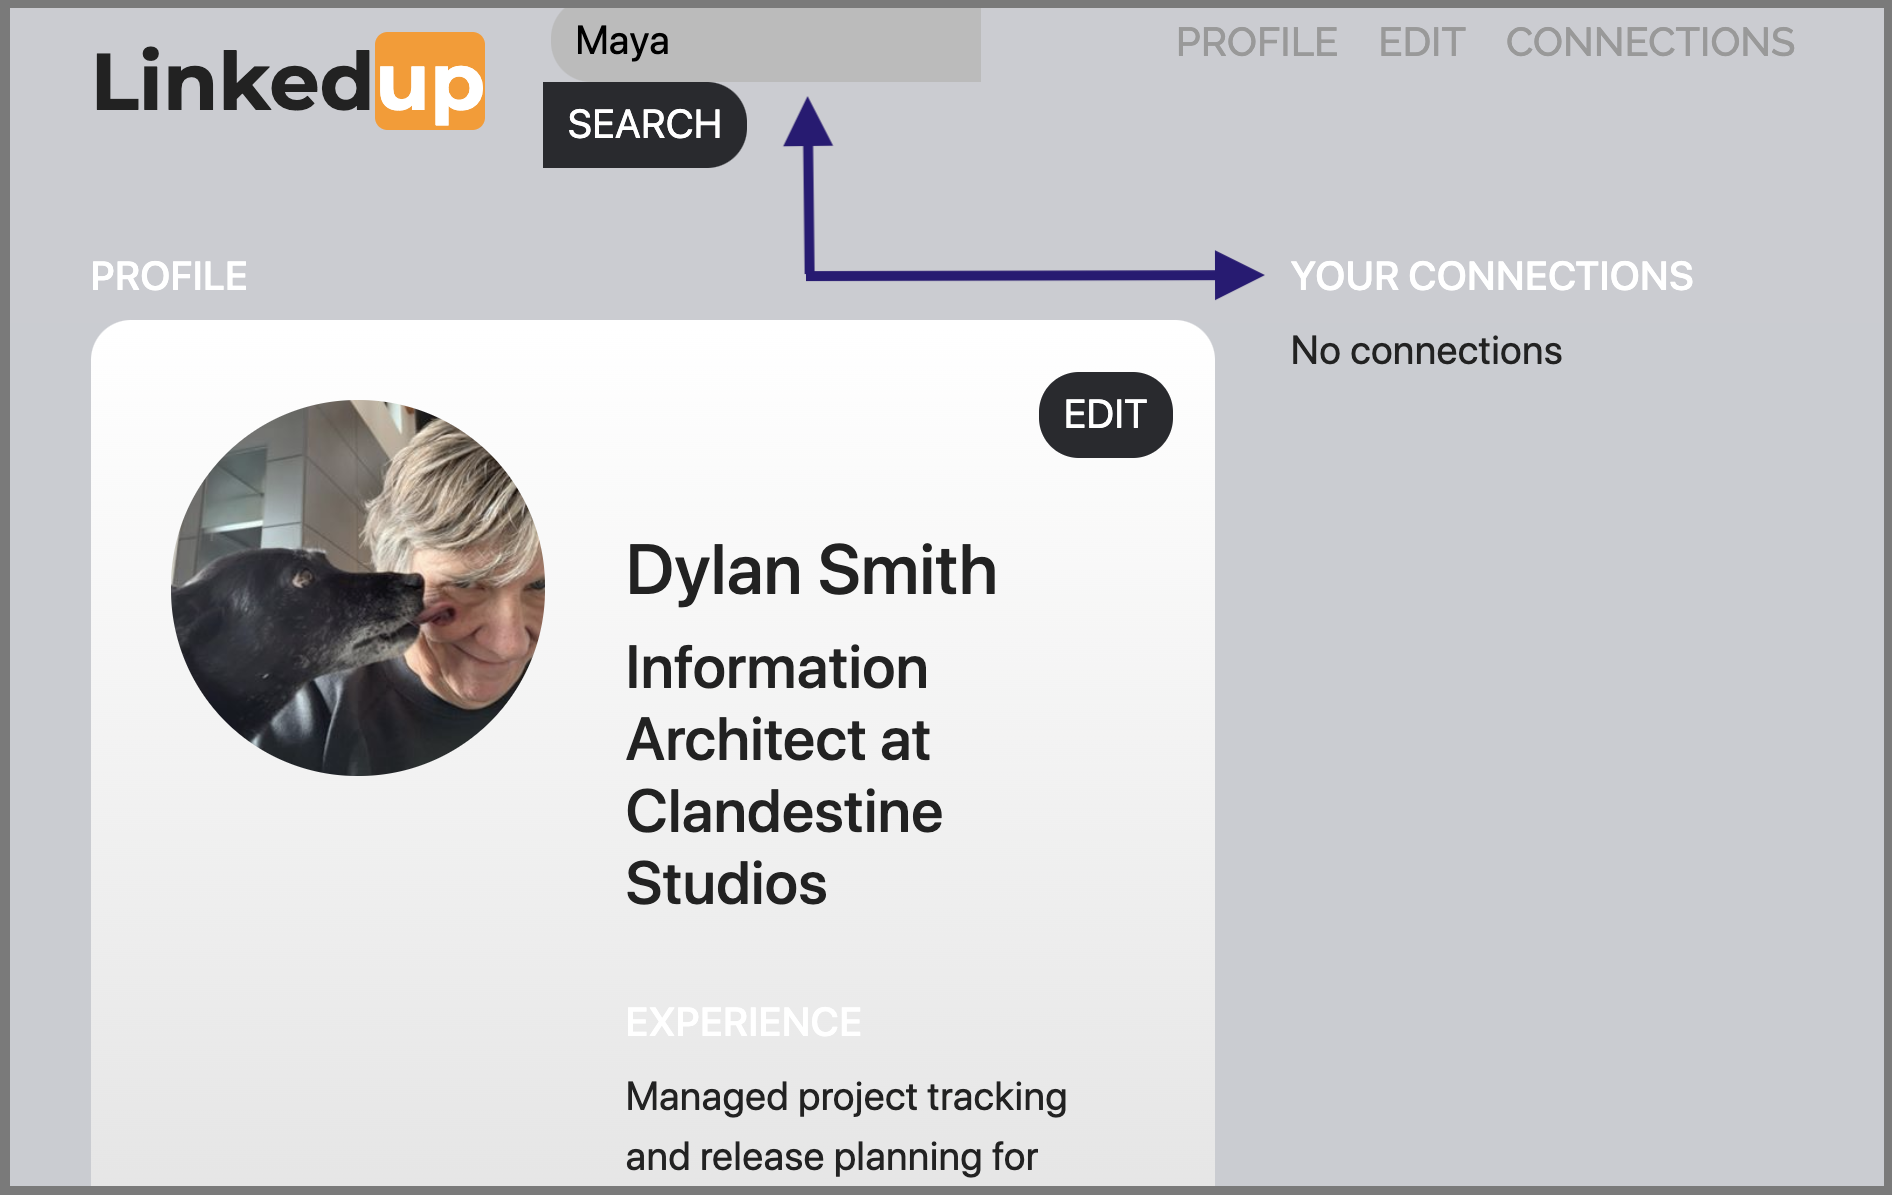 Linkedup
Maya
SEARCH
PROFILE EDIT CONNECTIONS
PROFILE
EDIT
Dylan Smith
Information
Architect at
Clandestine
Studios
EXPERIENCE
Managed project tracking
and release planning for
YOUR CONNECTIONS
No connections